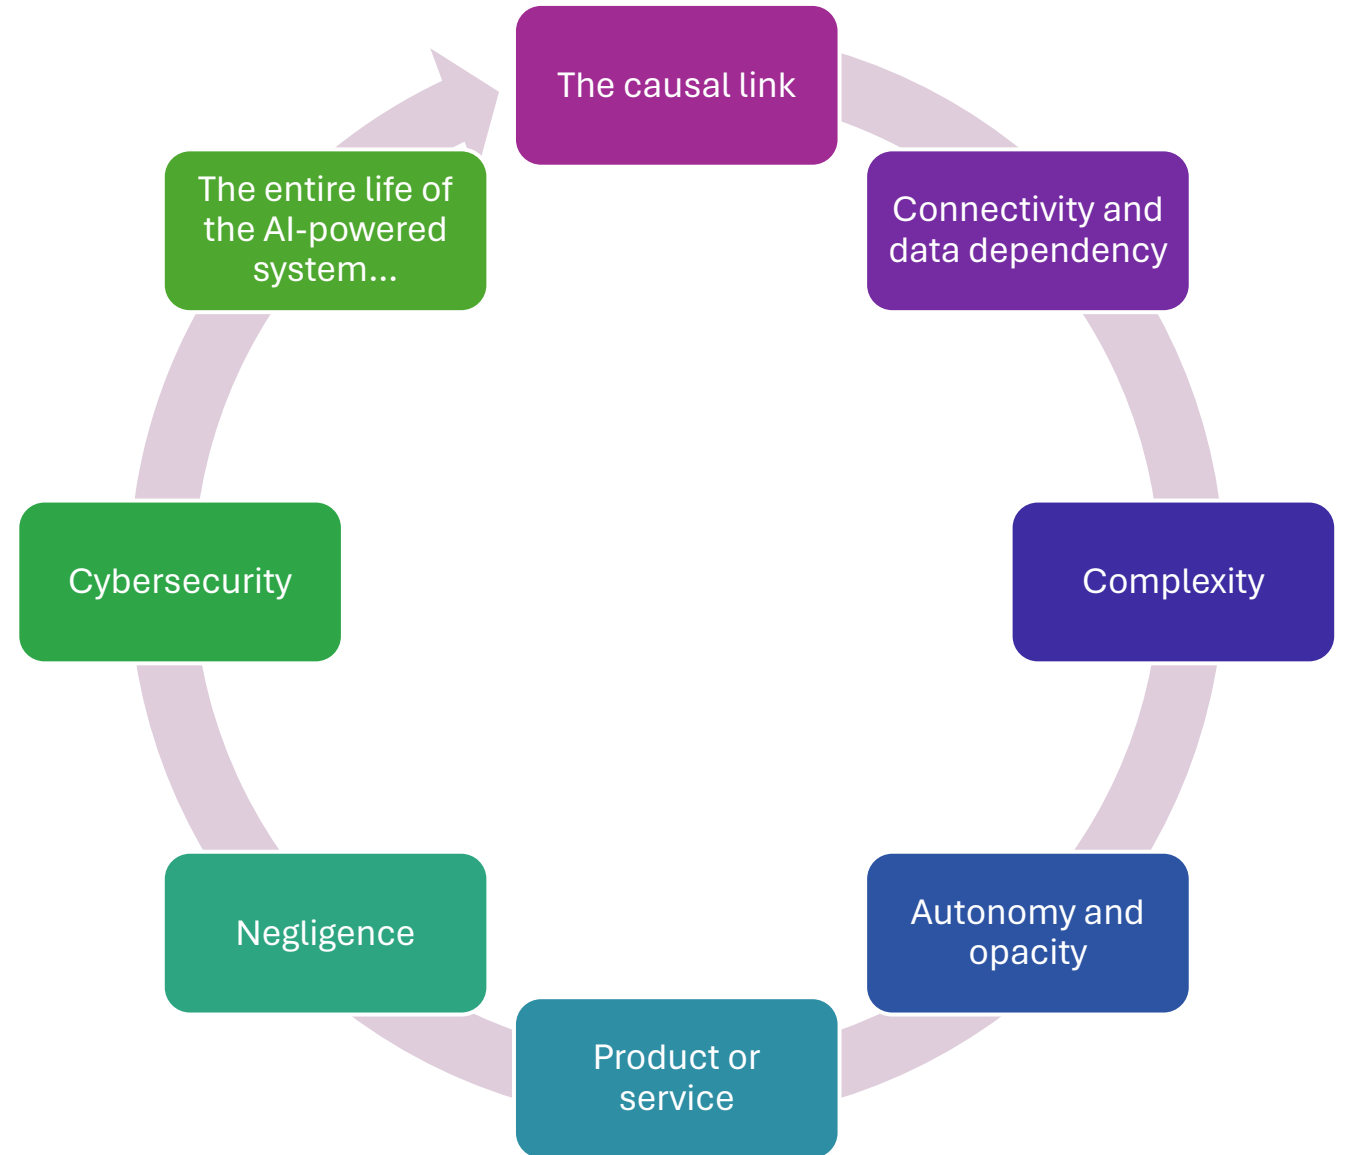 The causal link
Connectivity and
data dependency
Complexity
Autonomy and
opacity
Product or
service
Negligence
Cybersecurity
The entire life of
the AI-powered
system...